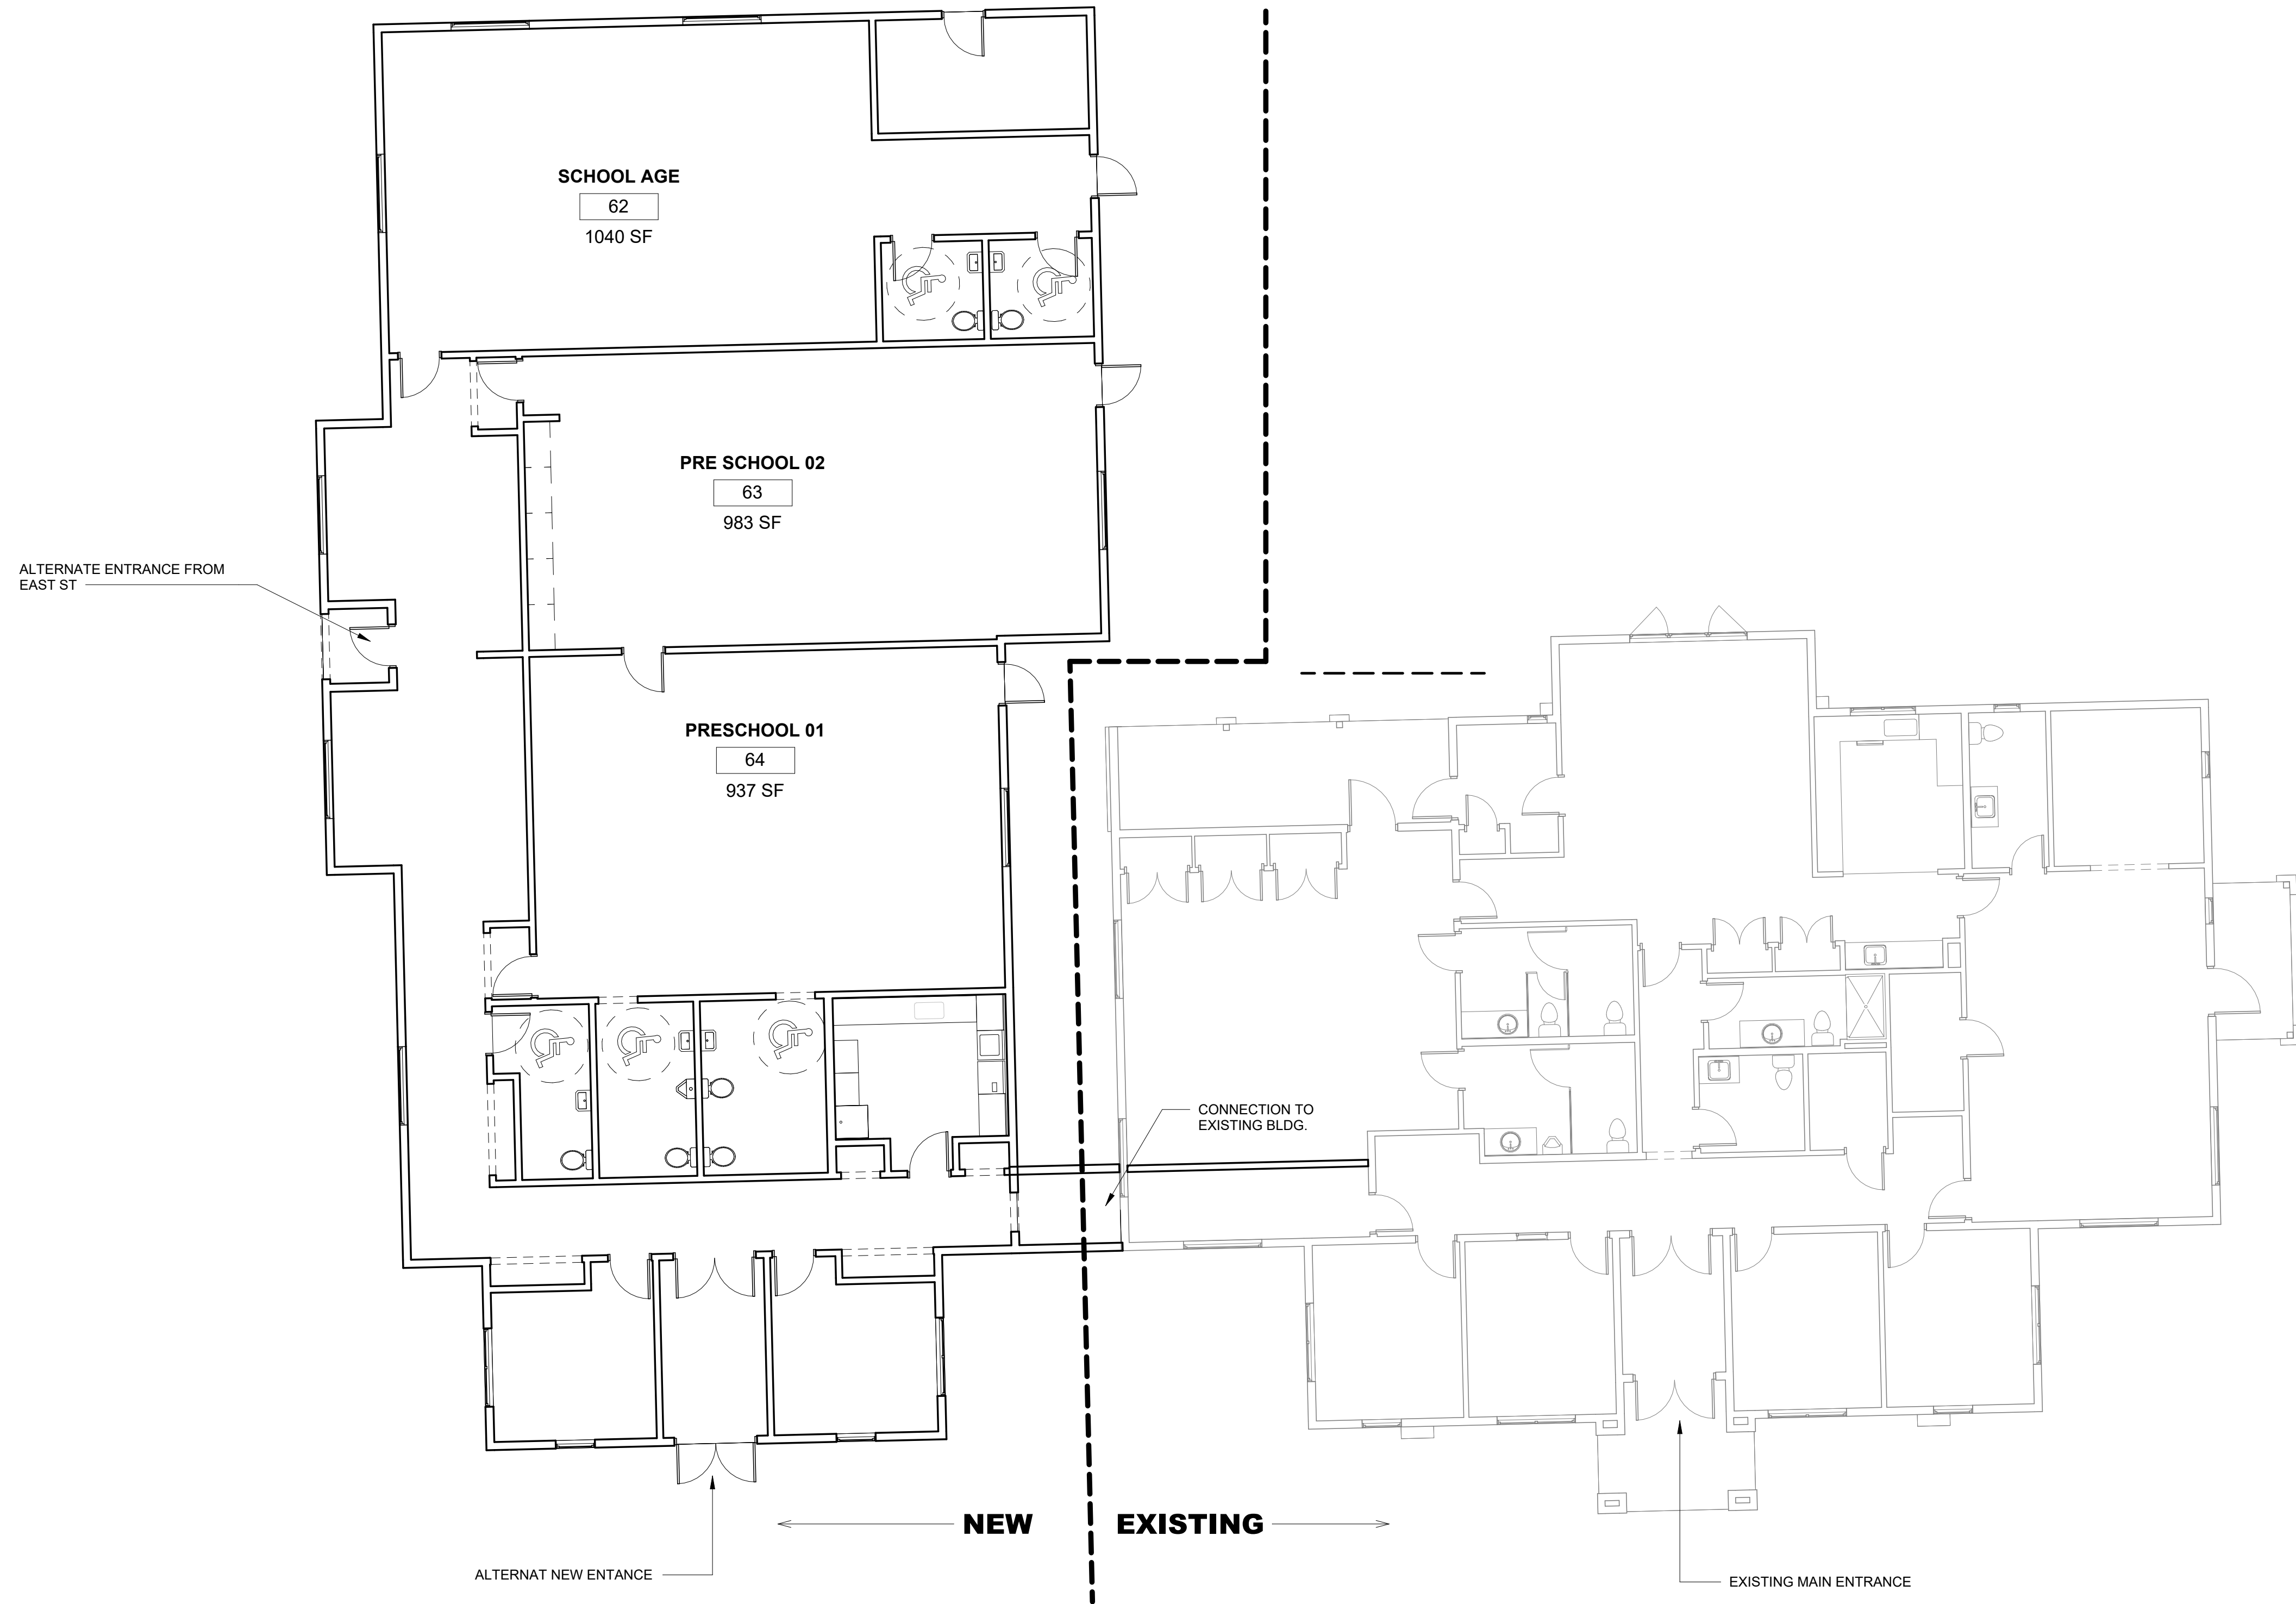 SCHOOL AGE
62
1040 SF
PRE SCHOOL 02
63
983 SF
ALTERNATE ENTRANCE FROM
EAST ST
PRESCHOOL 01
64
937 SF
CONNECTION TO
EXISTING BLDG.
NEW
EXISTING
ALTERNAT NEW ENTANCE
EXISTING MAIN ENTRANCE